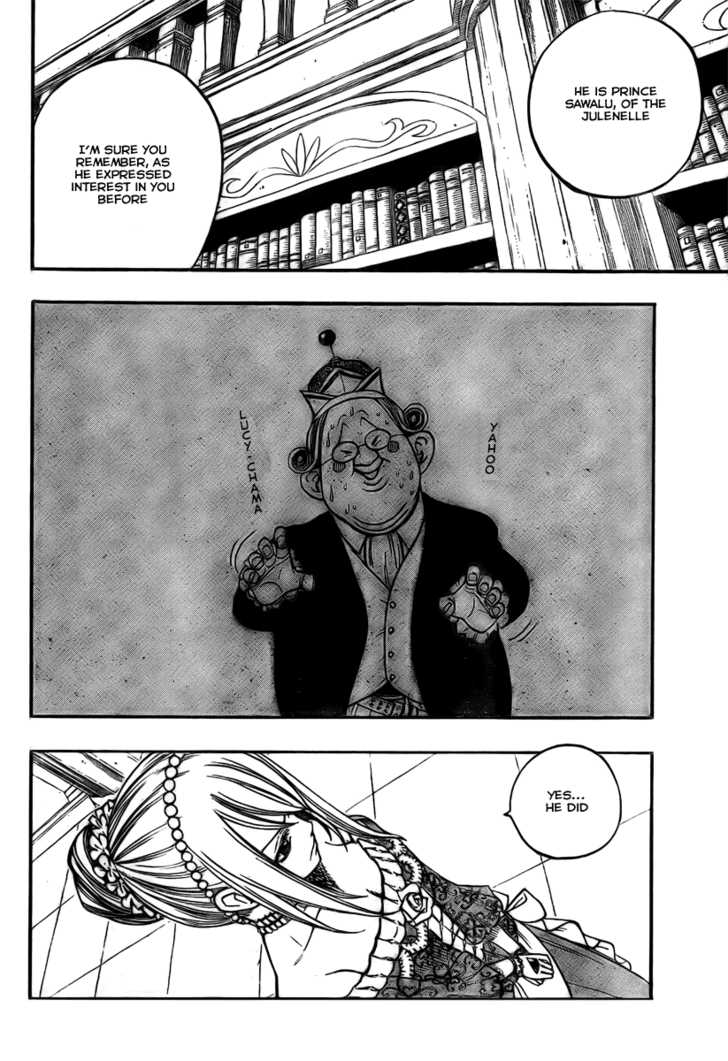 HE IS PRINCE
SAWALU, OF THE
JULENELLE
I'M SURE YOU
REMEMBER, AS
HE EXPRESSED
INTEREST IN YOU
BEFORE
YAHOO
LUCY-CHAMA
YES...
HE DID